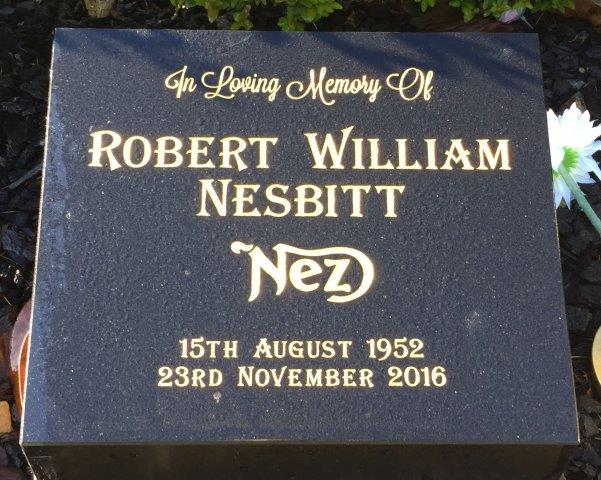 In Loving Memory Of
ROBERT WILLIAM
NESBITT
Nez
15TH AUGUST 1952
23RD NOVEMBER 2016